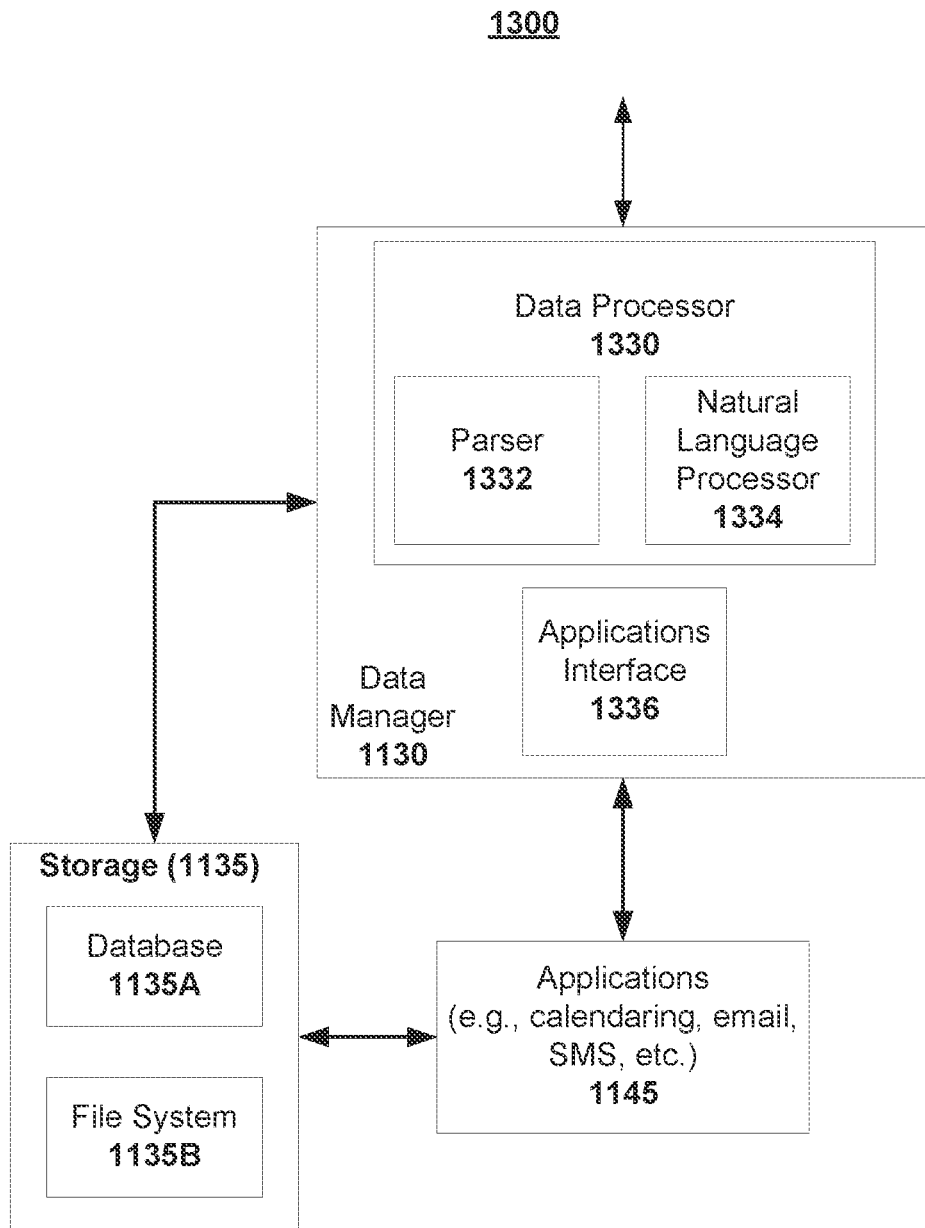 1300
Data Processor
1330
Parser
1332
Natural
Language
Processor
1334
Applications
Interface
1336
Data
Manager
1130
Storage (1135)
Database
1135A
File System
1135B
Applications
(e.g., calendaring, email,
SMS, etc.)
1145